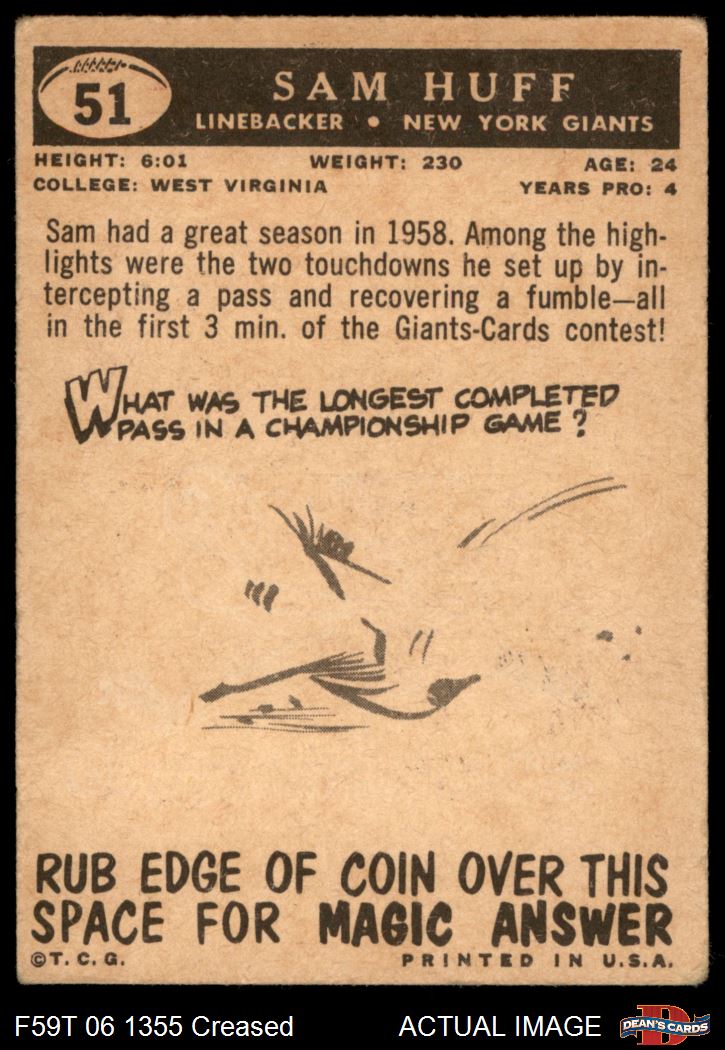 51
SAM HUFF
LINEBACKER • NEW YORK GIANTS
HEIGHT: 6:01 WEIGHT: 230 AGE: 24
COLLEGE: WEST VIRGINIA YEARS PRO: 4
Sam had a great season in 1958. Among the high-
lights were the two touchdowns he set up by in-
tercepting a pass and recovering a fumble—all
in the first 3 min. of the Giants-Cards contest!
WHAT WAS THE LONGEST COMPLETED
PASS IN A CHAMPIONSHIP GAME?
RUB EDGE OF COIN OVER THIS
SPACE FOR MAGIC ANSWER
©T.C.G. PRINTED IN U.S.A.
F59T 06 1355 Creased ACTUAL IMAGE
D
DEAN'S CARDS